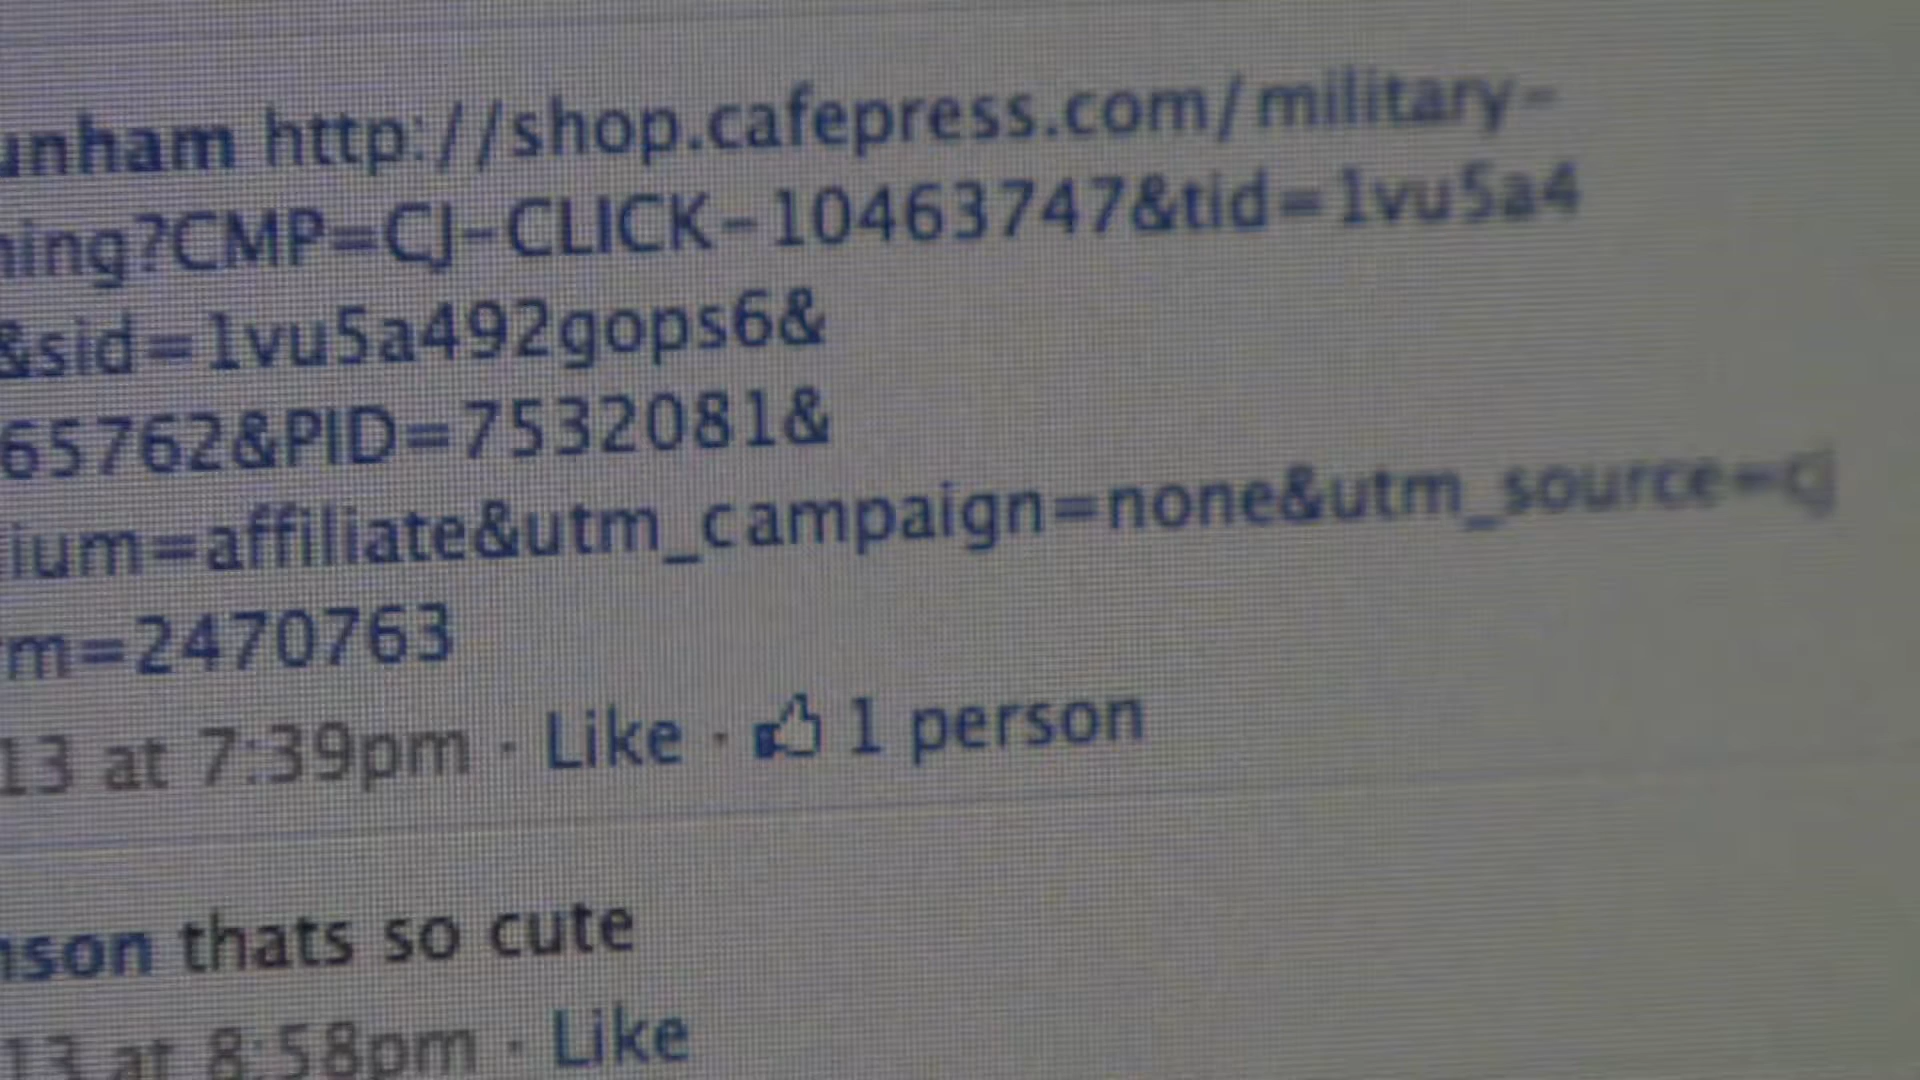 unham http://shop.cafepress.com/military-
ning?CMP=CJ-CLICK-10463747&tid=1vu5a4
&sid=1vu5a492gops6&
65762&PID=7532081&
ium=affiliate&utm_campaign=none&utm_source=cj
rm=2470763
13 at 7:39pm · Like · 1 person
nson thats so cute
13 at 8:58pm · Like